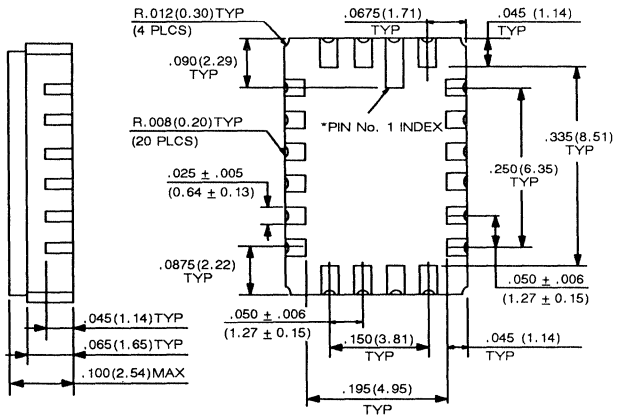 R.012(0.30)TYP
(4 PLCS)
.0675(1.71)
TYP
.045 (1.14)
TYP
.090(2.29)
TYP
*PIN No. 1 INDEX
R.008(0.20)TYP
(20 PLCS)
.335(8.51)
TYP
.250(6.35)
TYP
.025 ± .005
(0.64 ± 0.13)
.0875(2.22)
TYP
.050 ± .006
(1.27 ± 0.15)
.050 ± .006
(1.27 ± 0.15)
.045(1.14)TYP
.065(1.65)TYP
.100(2.54)MAX
.150(3.81)
TYP
.045 (1.14)
TYP
.195(4.95)
TYP